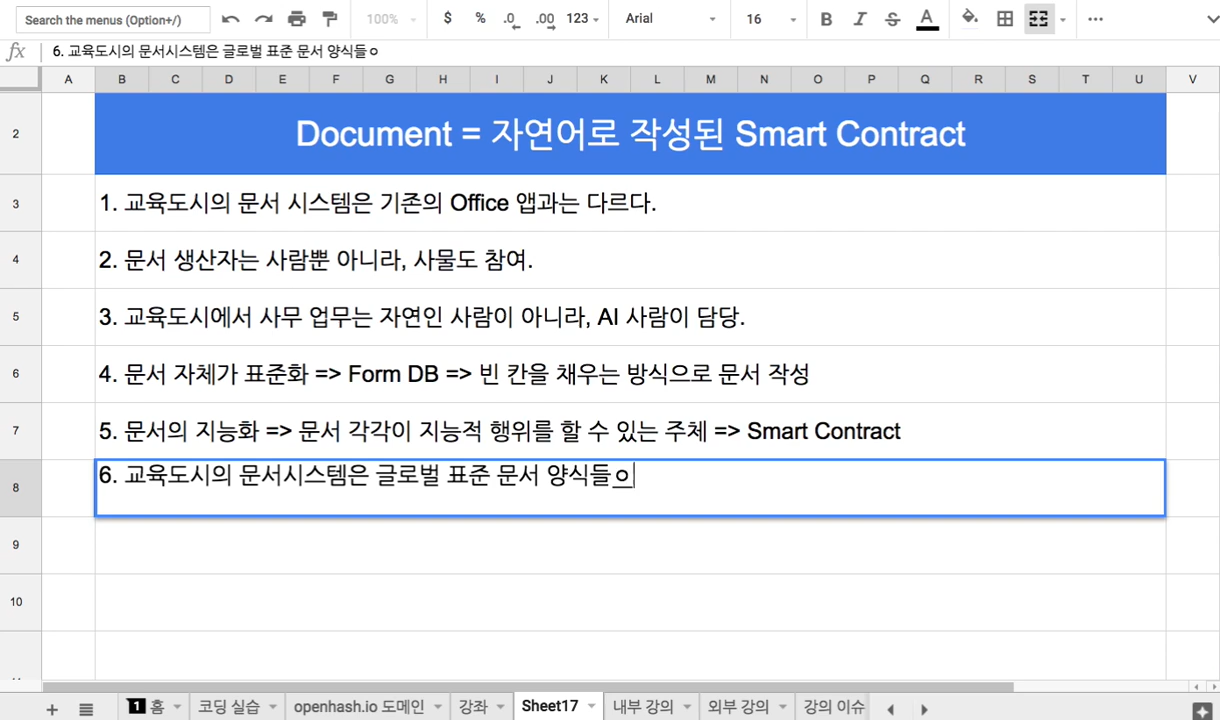 Search the menus (Option+/) 100% $ % .0 .00 123 Arial 16 B I S A
fx 6. 교육도시의 문서시스템은 글로벌 표준 문서 양식들ㅇ
A B C D E F G H I J K L M N O P Q R S T U V
2 Document = 자연어로 작성된 Smart Contract
3 1. 교육도시의 문서 시스템은 기존의 Office 앱과는 다르다.
4 2. 문서 생산자는 사람뿐 아니라, 사물도 참여.
5 3. 교육도시에서 사무 업무는 자연인 사람이 아니라, AI 사람이 담당.
6 4. 문서 자체가 표준화 => Form DB => 빈 칸을 채우는 방식으로 문서 작성
7 5. 문서의 지능화 => 문서 각각이 지능적 행위를 할 수 있는 주체 => Smart Contract
8 6. 교육도시의 문서시스템은 글로벌 표준 문서 양식들ㅇ
9
10
1 홈 코딩 실습 openhash.io 도메인 강좌 Sheet17 내부 강의 외부 강의 강의 이슈